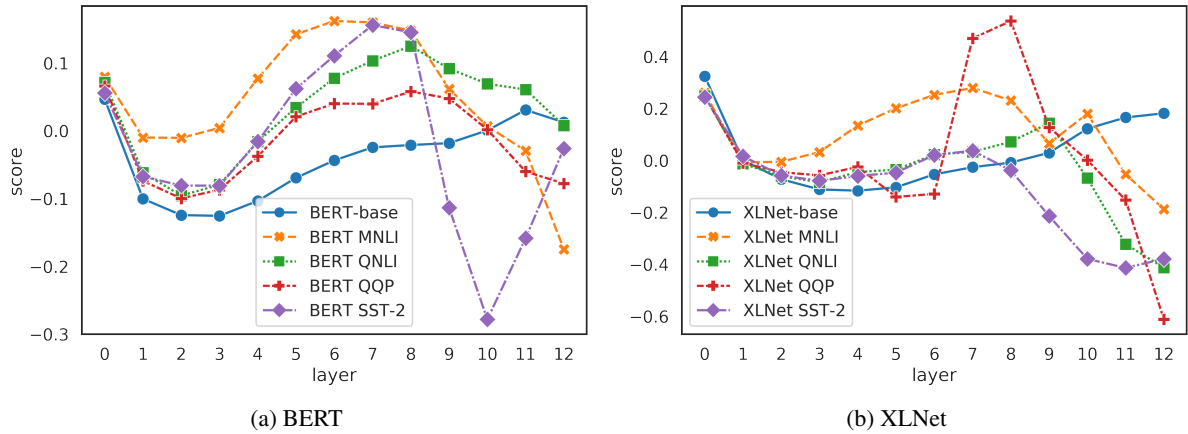 0.1
0.0
−0.1
−0.2
−0.3
score
BERT-base
BERT MNLI
BERT QNLI
BERT QQP
BERT SST-2
0 1 2 3 4 5 6 7 8 9 10 11 12
layer
(a) BERT
0.4
0.2
0.0
−0.2
−0.4
−0.6
score
XLNet-base
XLNet MNLI
XLNet QNLI
XLNet QQP
XLNet SST-2
0 1 2 3 4 5 6 7 8 9 10 11 12
layer
(b) XLNet